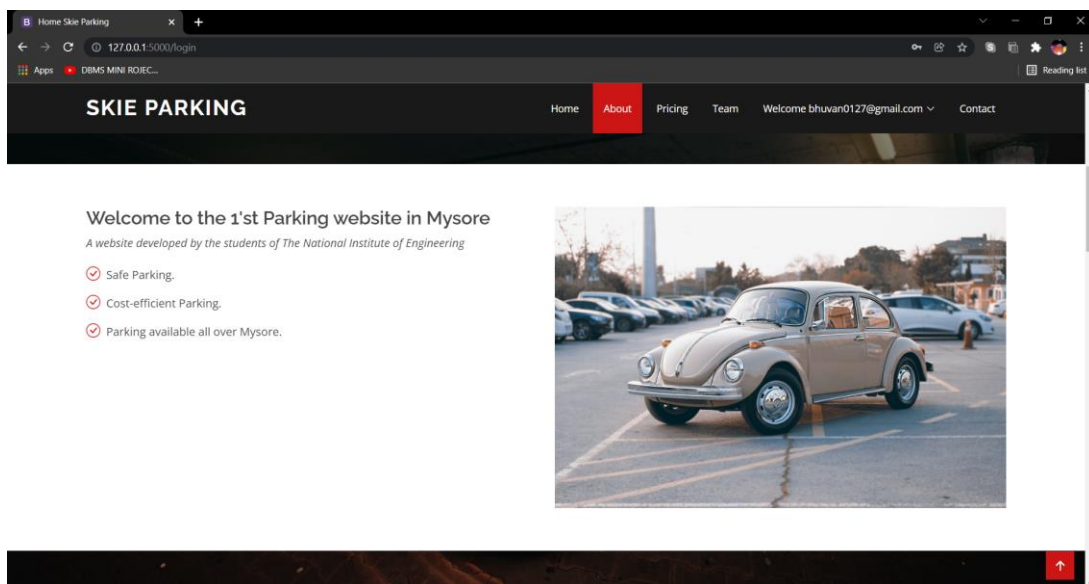 Home Skie Parking
127.0.0.1:5000/login
Apps
DBMS MINI ROJEC...
Reading list
SKIE PARKING
Home
About
Pricing
Team
Welcome bhuvan0127@gmail.com
Contact
Welcome to the 1'st Parking website in Mysore
A website developed by the students of The National Institute of Engineering
Safe Parking.
Cost-efficient Parking.
Parking available all over Mysore.